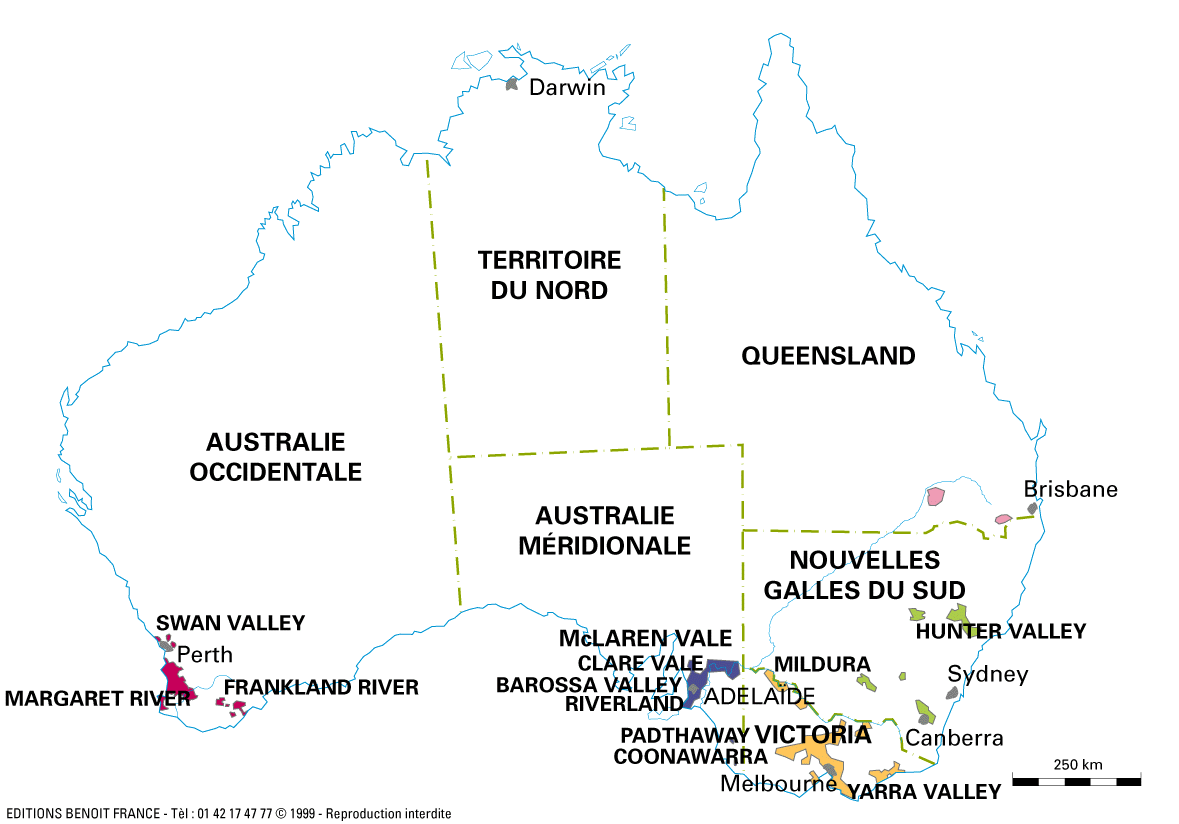 Darwin
TERRITOIRE
DU NORD
QUEENSLAND
AUSTRALIE
OCCIDENTALE
Brisbane
AUSTRALIE
MÉRIDIONALE
NOUVELLES
GALLES DU SUD
SWAN VALLEY
HUNTER VALLEY
McLAREN VALE
Perth
CLARE VALE
MILDURA
Sydney
BAROSSA VALLEY
FRANKLAND RIVER
MARGARET RIVER
ADELAIDE
RIVERLAND
PADTHAWAY
VICTORIA
Canberra
COONAWARRA
250 km
Melbourne
YARRA VALLEY
EDITIONS BENOIT FRANCE - Tèl : 01 42 17 47 77 © 1999 - Reproduction interdite